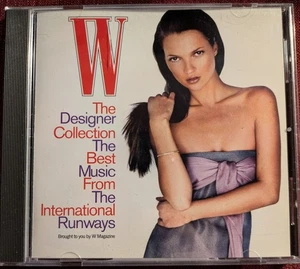 W
The
Designer
Collection
The
Best
Music
From
The
International
Runways
Brought to you by W Magazine